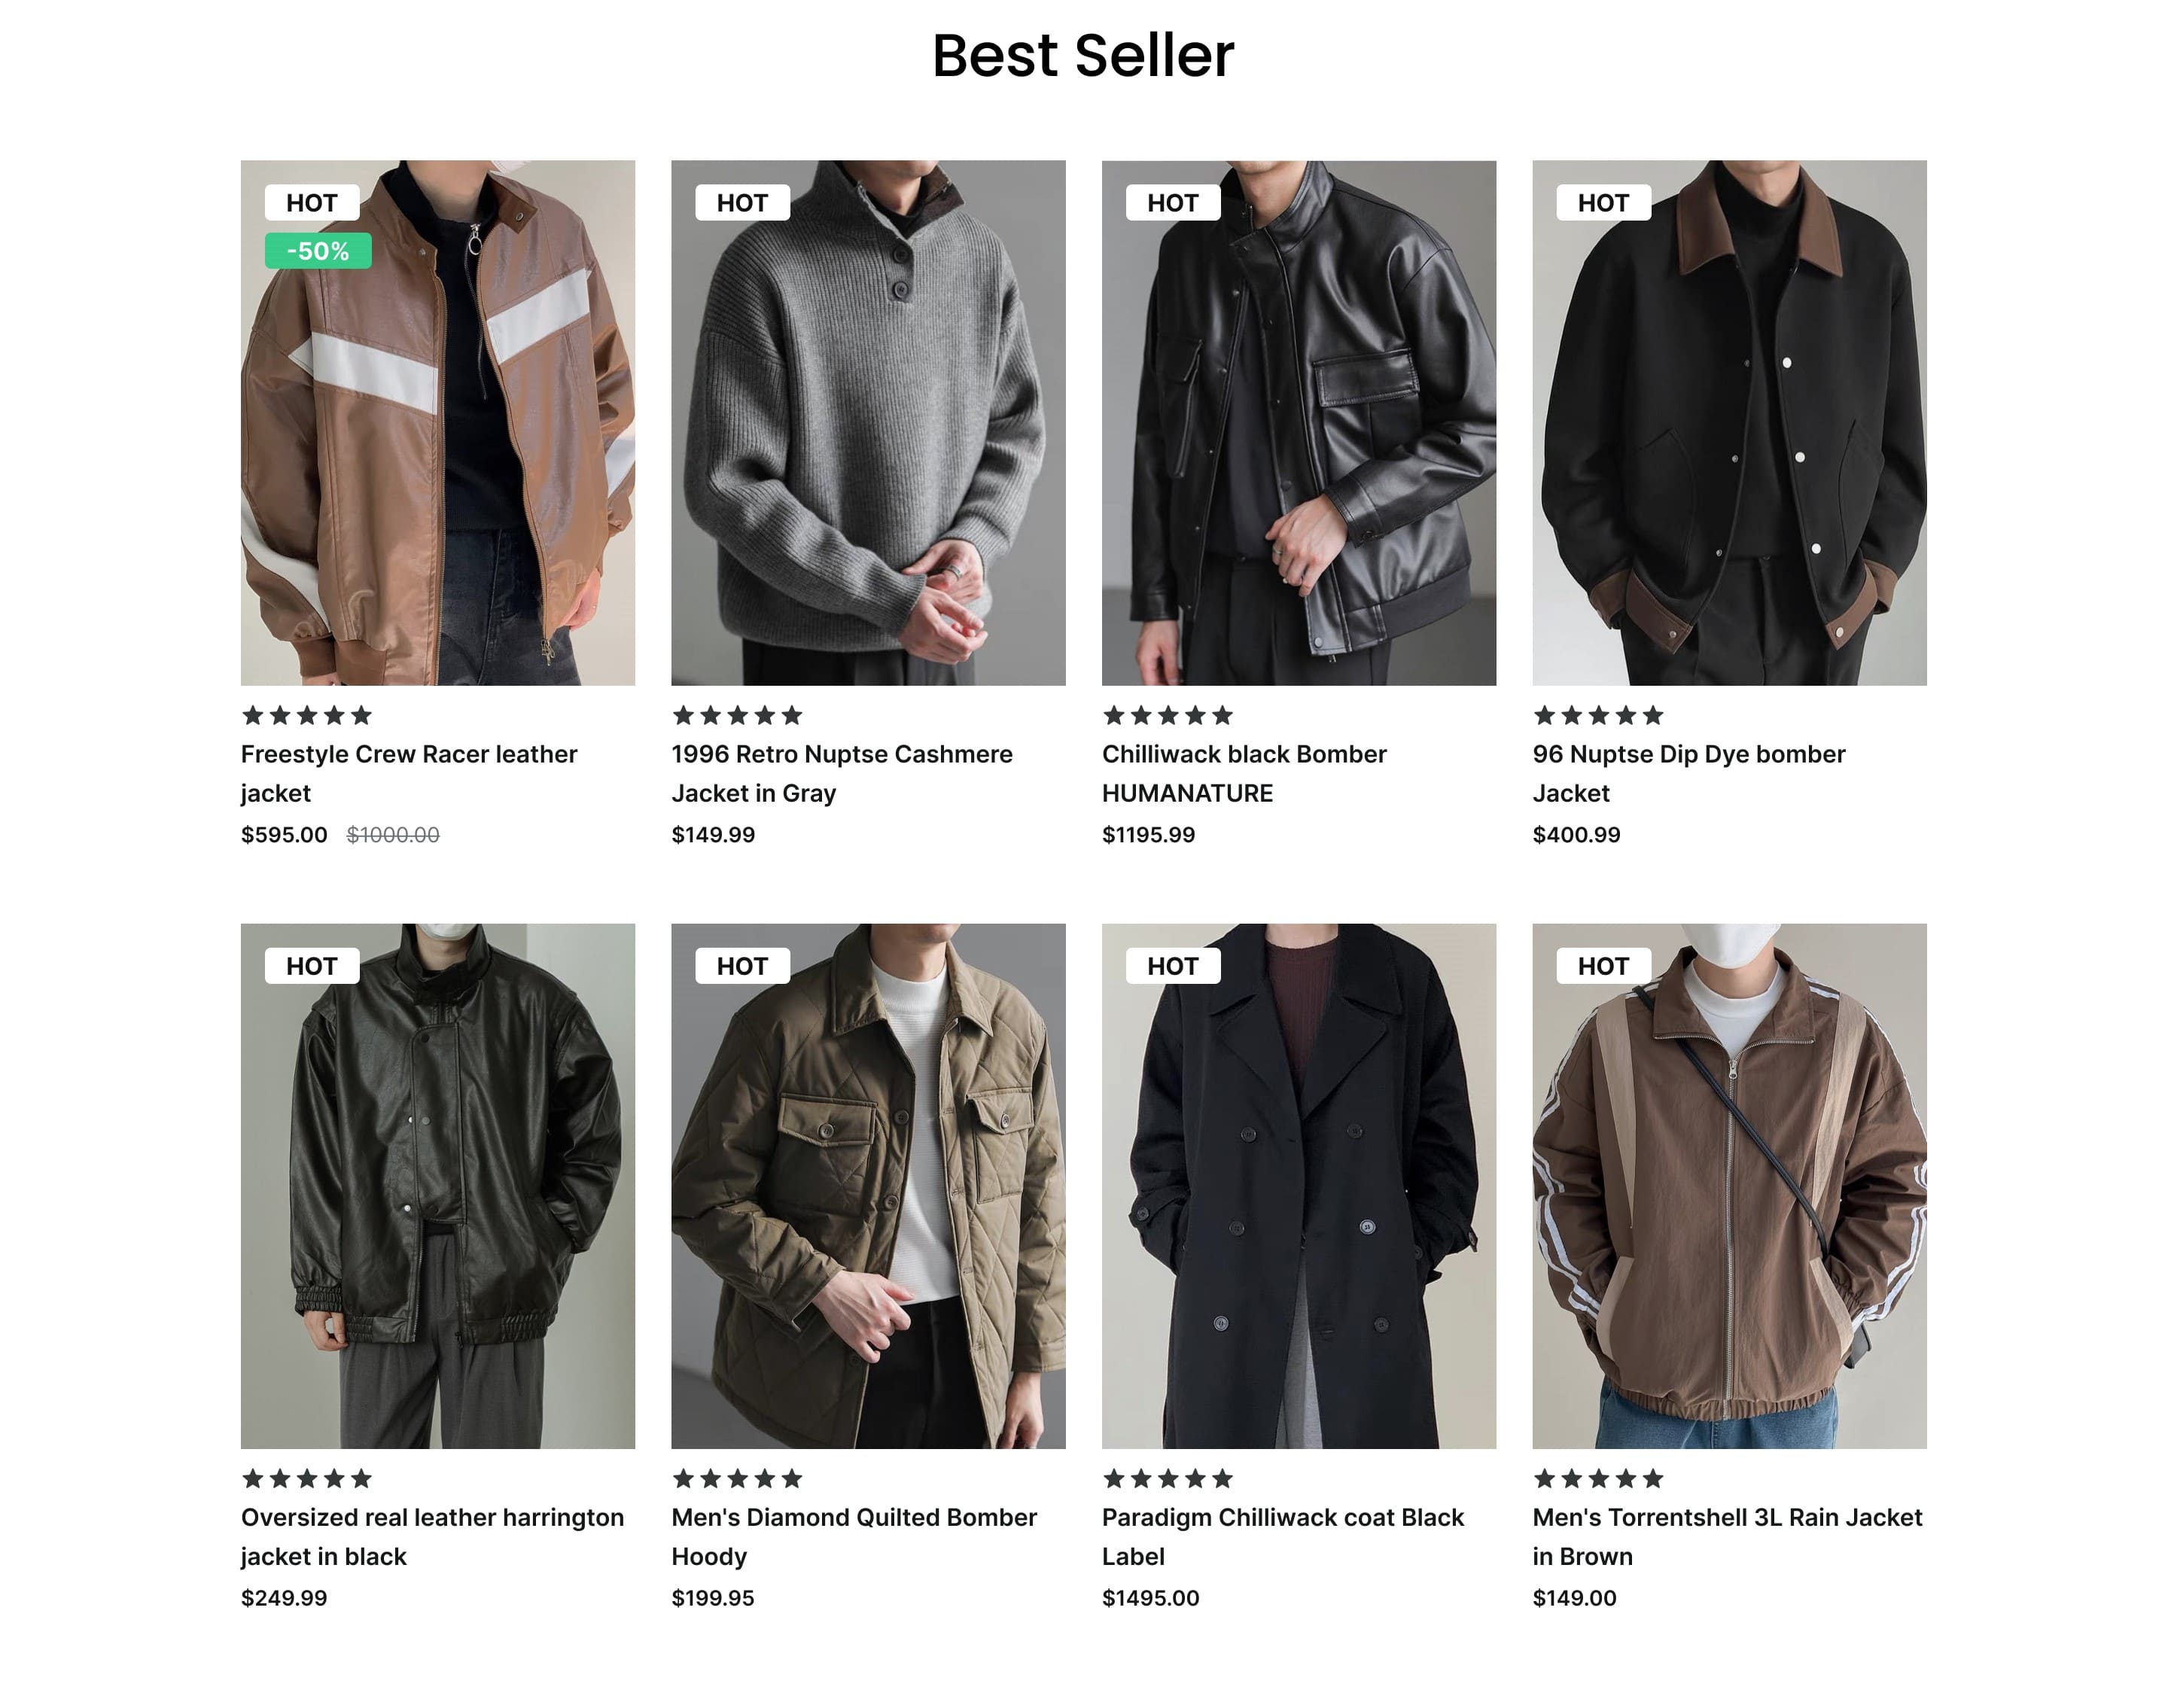 Best Seller
HOT
-50%
HOT
HOT
HOT
Freestyle Crew Racer leather
jacket
$595.00 $1000.00
1996 Retro Nuptse Cashmere
Jacket in Gray
$149.99
Chilliwack black Bomber
HUMANATURE
$1195.99
96 Nuptse Dip Dye bomber
Jacket
$400.99
HOT
HOT
HOT
HOT
Oversized real leather harrington
jacket in black
$249.99
Men's Diamond Quilted Bomber
Hoody
$199.95
Paradigm Chilliwack coat Black
Label
$1495.00
Men's Torrentshell 3L Rain Jacket
in Brown
$149.00